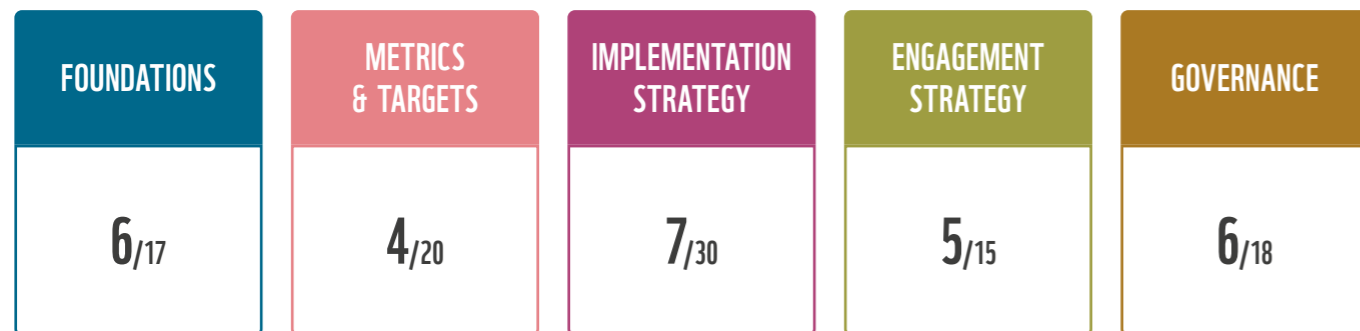 FOUNDATIONS
6/17
METRICS
& TARGETS
4/20
IMPLEMENTATION
STRATEGY
7/30
ENGAGEMENT
STRATEGY
5/15
GOVERNANCE
6/18